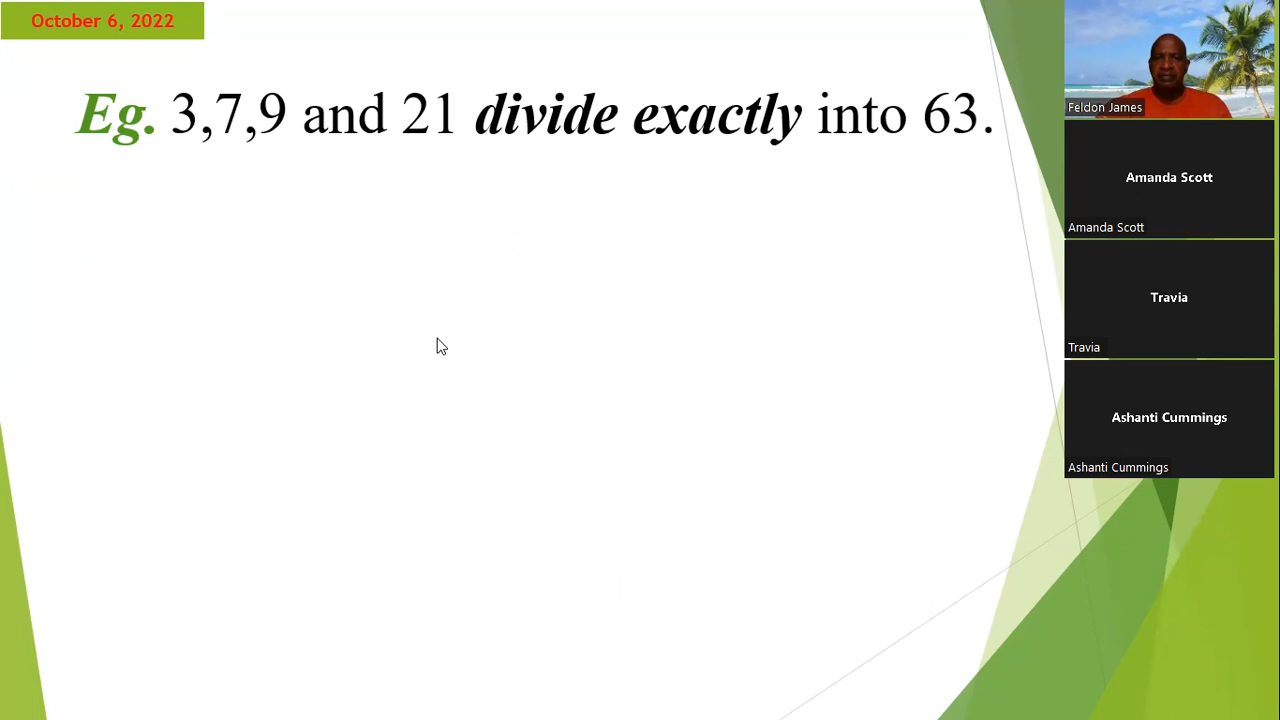 October 6, 2022
Eg. 3,7,9 and 21 divide exactly into 63.
Feldon James
Amanda Scott
Amanda Scott
Travia
Travia
Ashanti Cummings
Ashanti Cummings